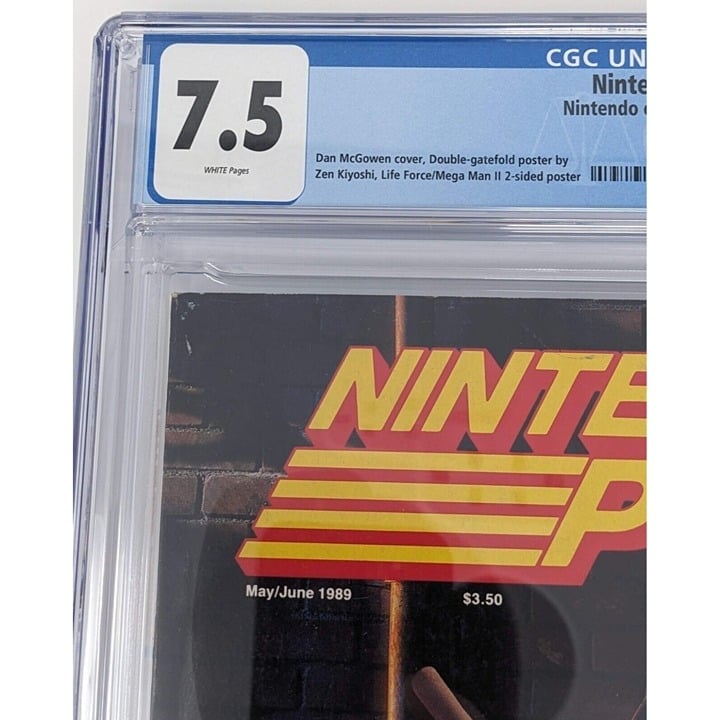 CGC UN
7.5
Ninte
Nintendo
WHITE Pages
Dan McGowen cover, Double-gatefold poster by
Zen Kiyoshi, Life Force/Mega Man II 2-sided poster
NINTE
P
May/June 1989 $3.50